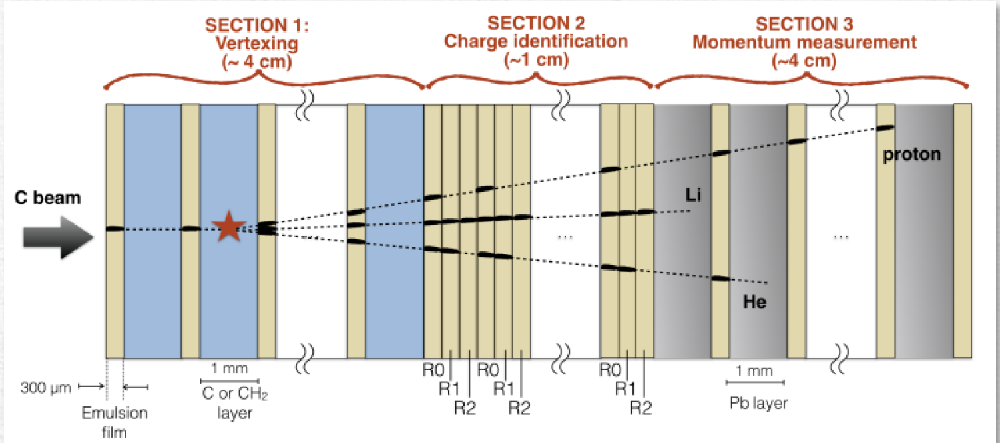 SECTION 1:
Vertexing
(~ 4 cm)
SECTION 2
Charge identification
(~1 cm)
SECTION 3
Momentum measurement
(~4 cm)
C beam
proton
Li
He
...
...
300 µm
Emulsion
film
1 mm
C or CH₂
layer
R0
R1
R2
R0
R1
R2
R0
R1
R2
1 mm
Pb layer